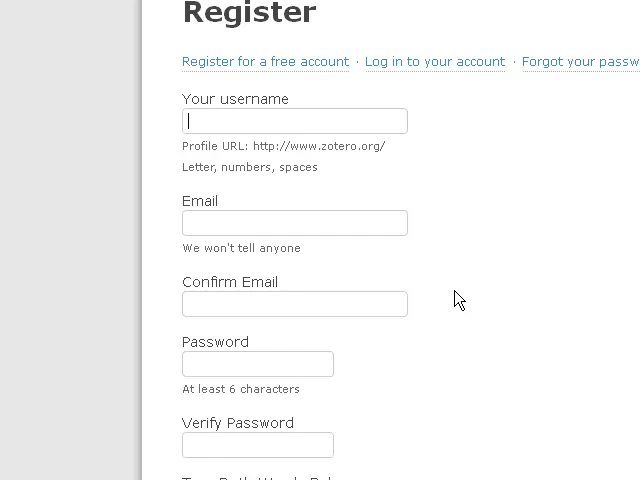 Register
Register for a free account · Log in to your account · Forgot your passw
Your username
Profile URL: http://www.zotero.org/
Letter, numbers, spaces
Email
We won't tell anyone
Confirm Email
Password
At least 6 characters
Verify Password